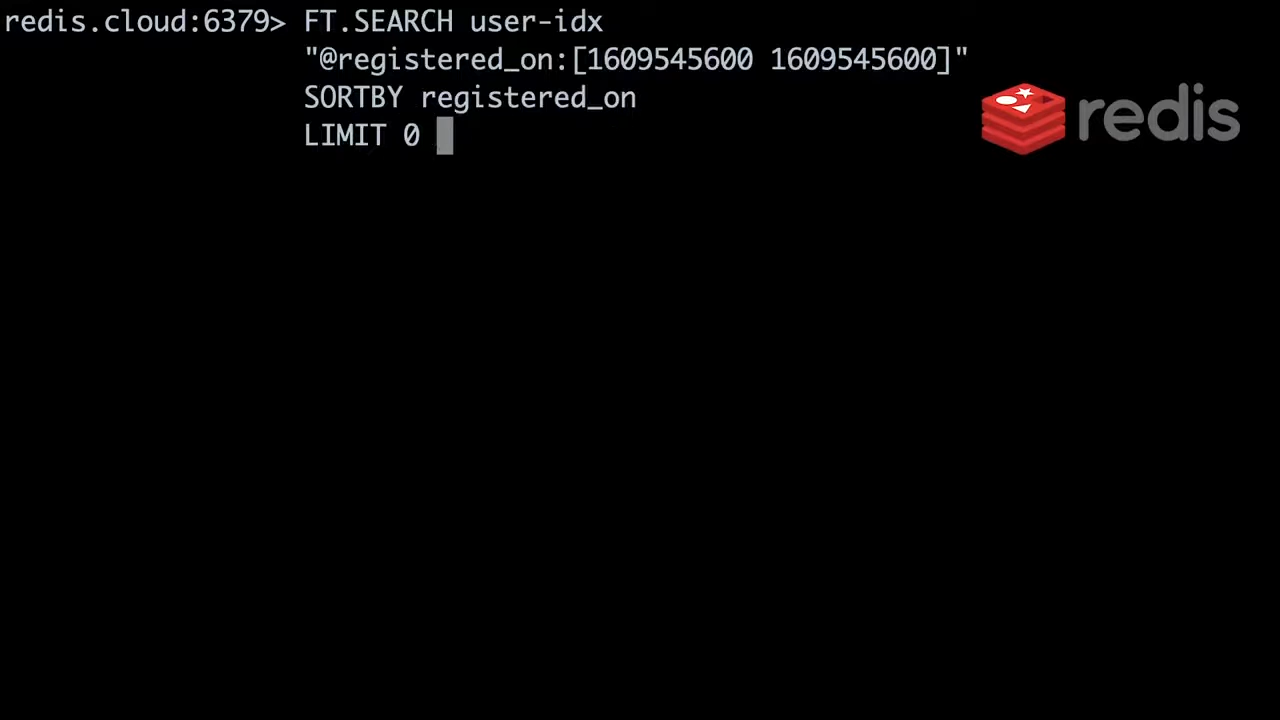 redis.cloud:6379> FT.SEARCH user-idx
"@registered_on:[1609545600 1609545600]"
SORTBY registered_on
LIMIT 0
redis